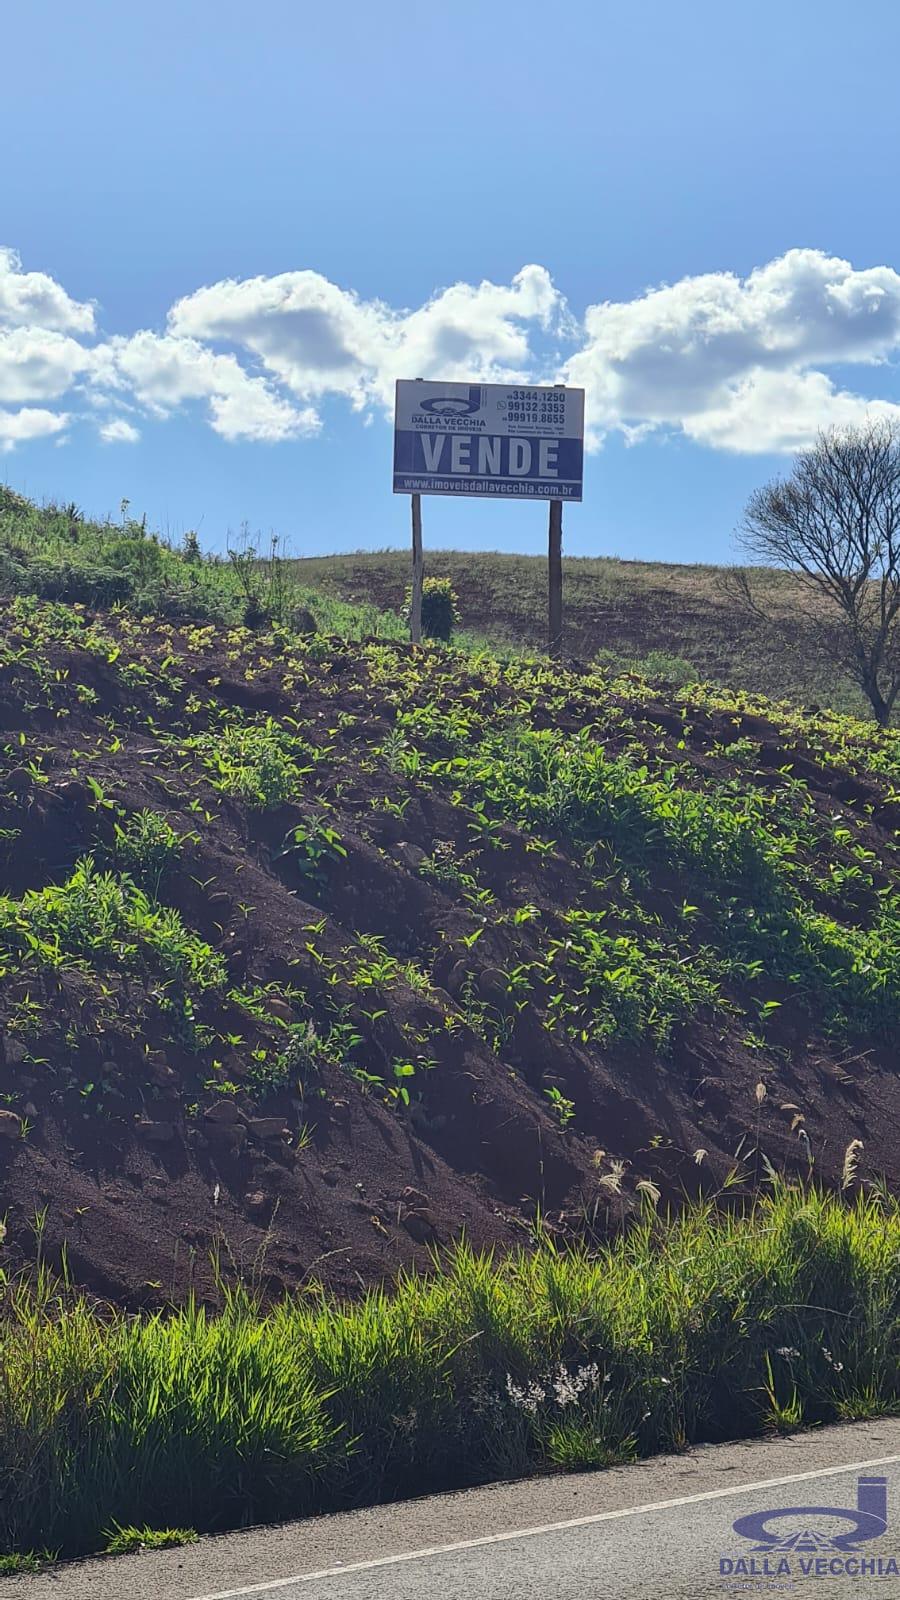 DALLA VECCHIA
CORRETOR DE IMÓVEIS
3344.1250
99132.3353
99919.8655
VENDE
www.imoveisdallavecchia.com.br
DALLA VECCHIA